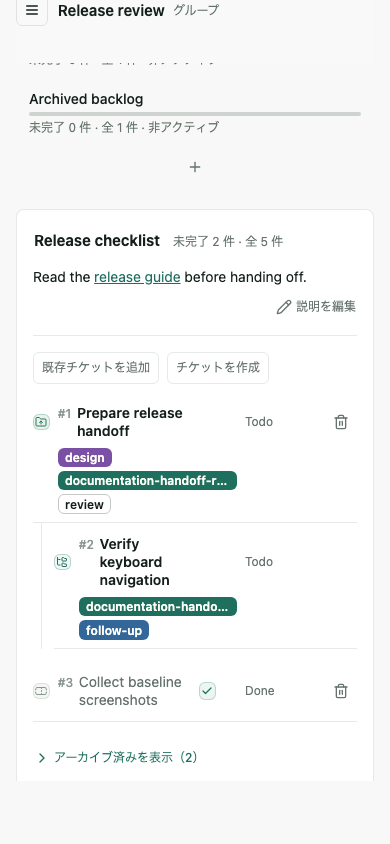 Release review グループ
Archived backlog
未完了 0 件 · 全 1 件 · 非アクティブ
Release checklist 未完了 2 件 · 全 5 件
Read the release guide before handing off.
説明を編集
既存チケットを追加 チケットを作成
#1 Prepare release Todo
handoff
design
documentation-handoff-r...
review
#2 Verify
keyboard Todo
navigation
documentation-hando...
follow-up
#3 Collect baseline Done
screenshots
アーカイブ済みを表示（2）